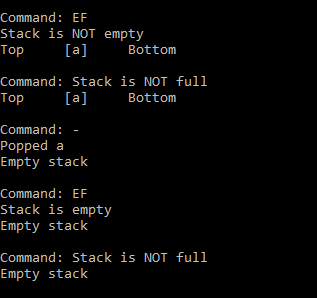 Command: EF
Stack is NOT empty
Top [a] Bottom
Command: Stack is NOT full
Top [a] Bottom
Command: -
Popped a
Empty stack
Command: EF
Stack is empty
Empty stack
Command: Stack is NOT full
Empty stack